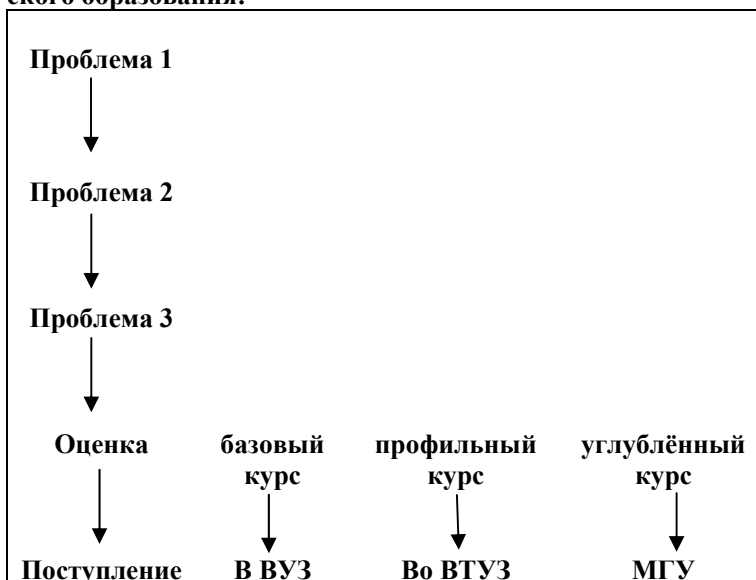 ского образования.
Проблема 1
Проблема 2
Проблема 3
Оценка базовый профильный углублённый
курс курс курс
Поступление В ВУЗ Во ВТУЗ МГУ